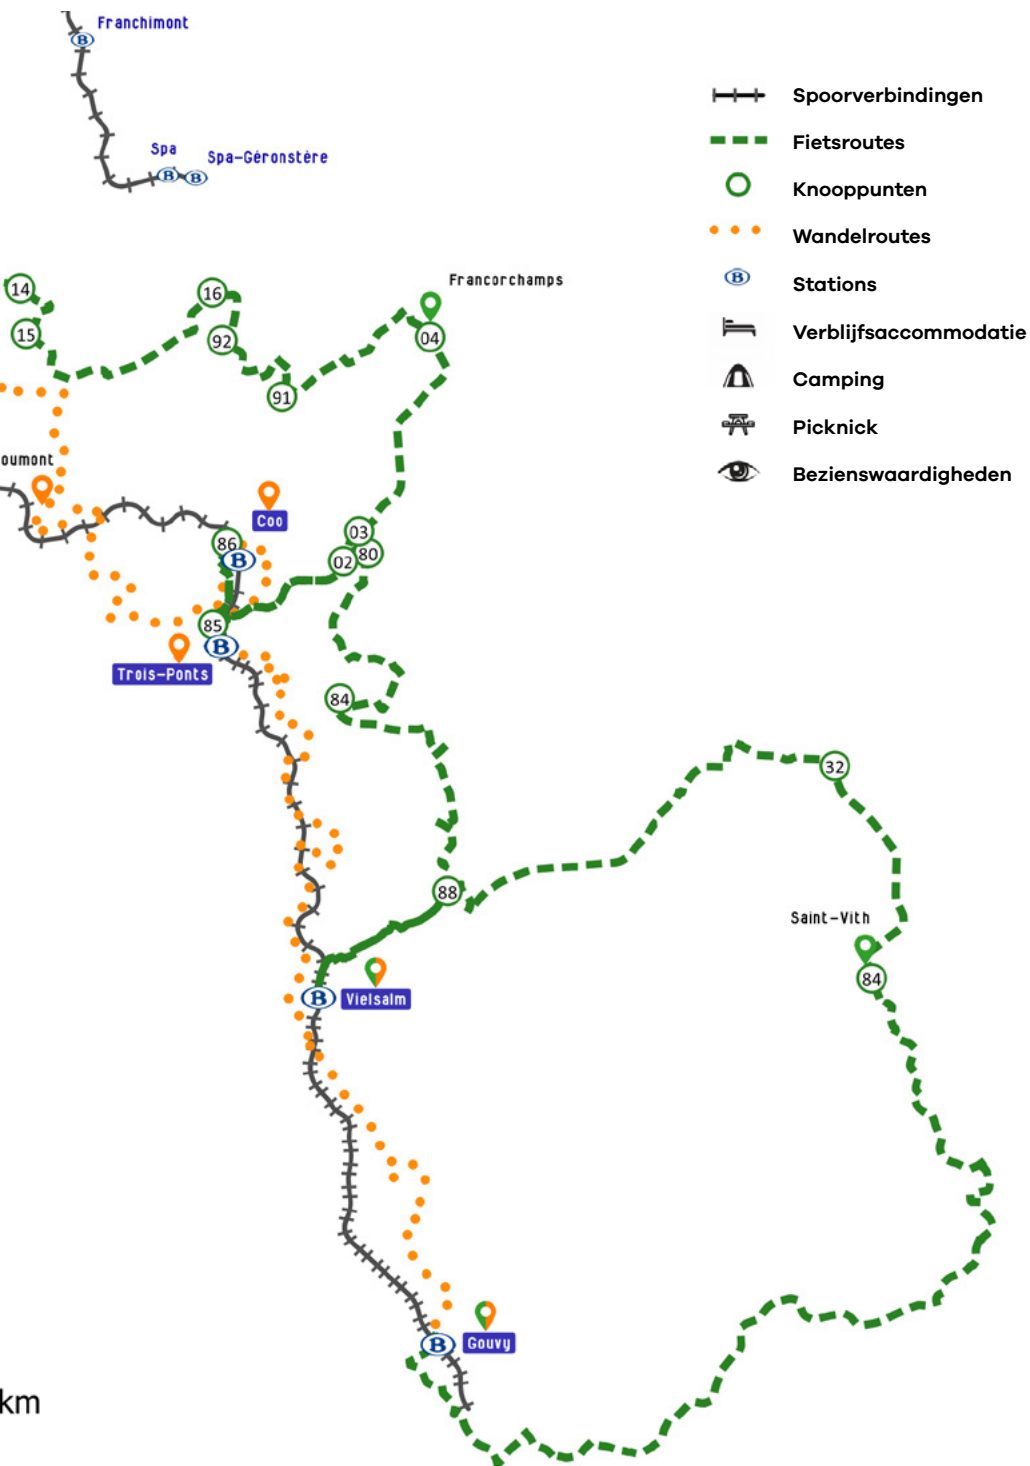 Franchimont
B
Spa
Spa-Géronstère
B
B
Spoorverbindingen
Fietsroutes
Knooppunten
Wandelroutes
B
Stations
Verblijfsaccommodatie
Camping
Picknick
Bezienswaardigheden
14
16
Francorchamps
15
92
04
91
oumont
Coo
03
86
80
02
B
85
B
Trois-Ponts
84
32
88
Saint-Vith
84
B
Vielsalm
B
Gouvy
km